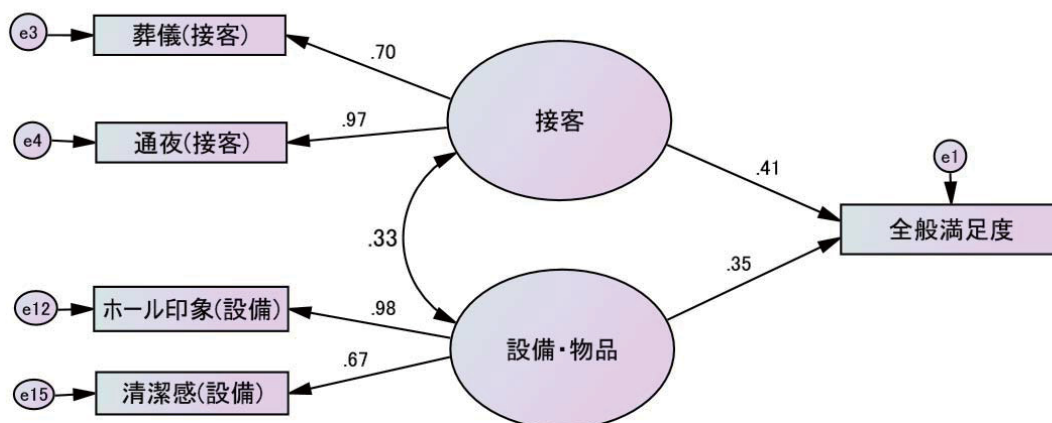 e3
葬儀(接客)
.70
e4
通夜(接客)
.97
接客
e1
.41
全般満足度
.33
.35
e12
ホール印象(設備)
.98
設備・物品
e15
清潔感(設備)
.67